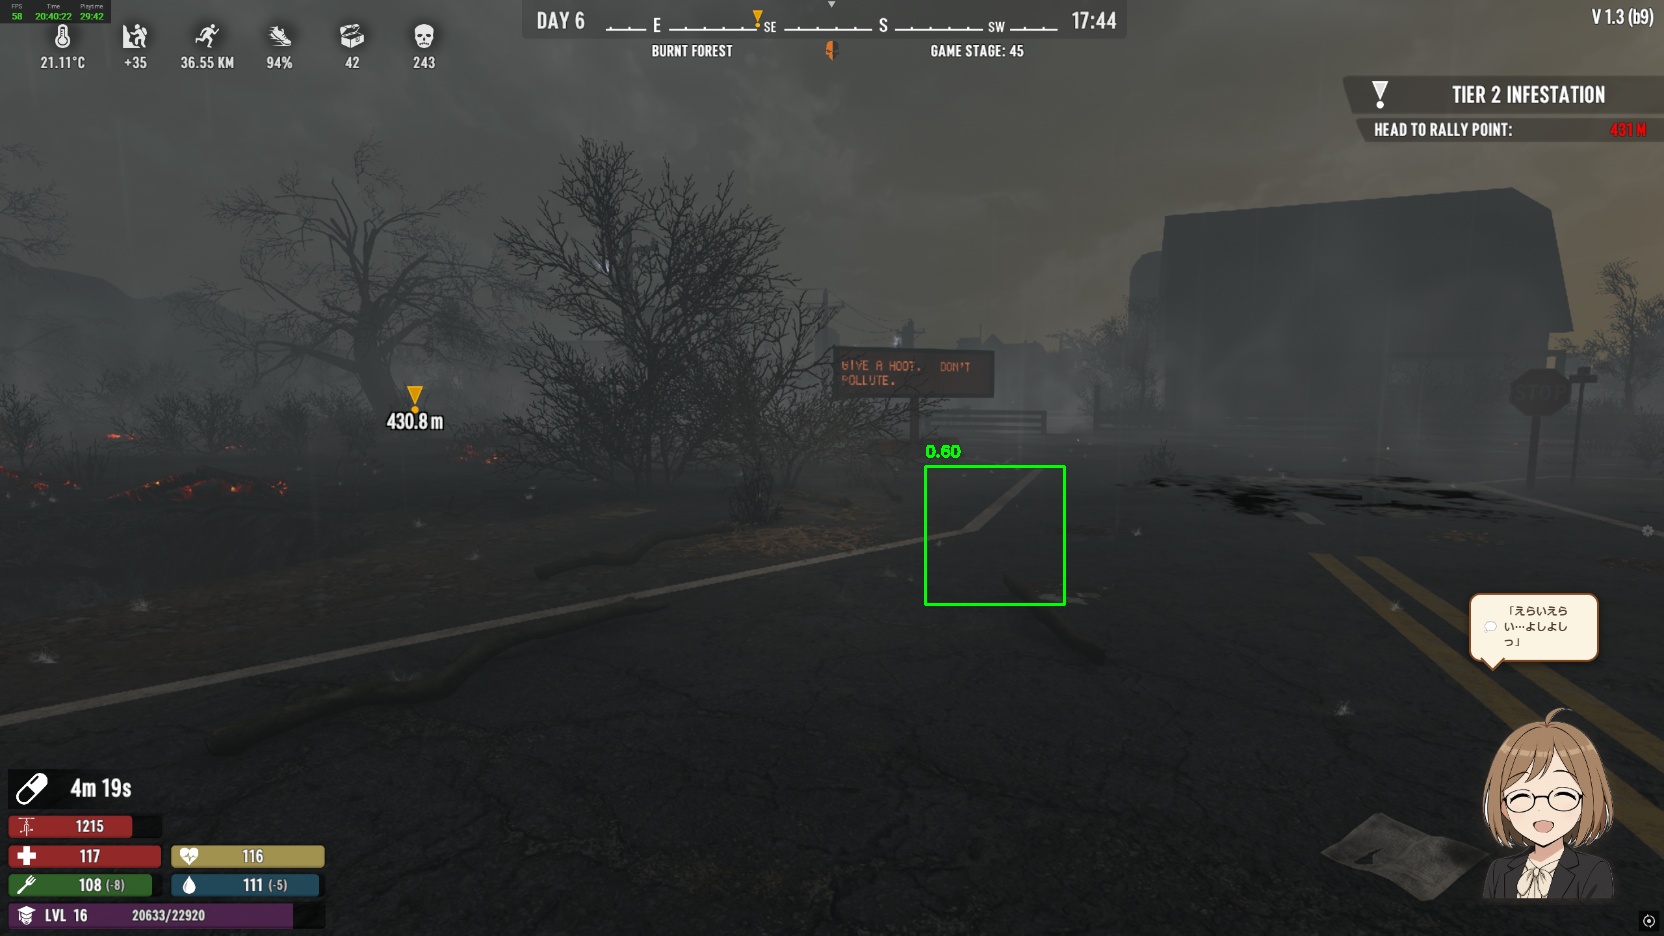 FPS
Time
Playtime
58
20:40:22
29:42
21.11°C
+35
36.55 KM
94%
42
243
DAY 6
E
SE
S
SW
17:44
BURNT FOREST
GAME STAGE: 45
V 1.3 (b9)
TIER 2 INFESTATION
HEAD TO RALLY POINT:
431 M
GIVE A HOOT. DON'T
POLLUTE.
STOP
430.8 m
0.60
「えらいえら
い…よしよし
っ」
4m 19s
1215
117
116
108 (-8)
111 (-5)
LVL 16
20633/22920